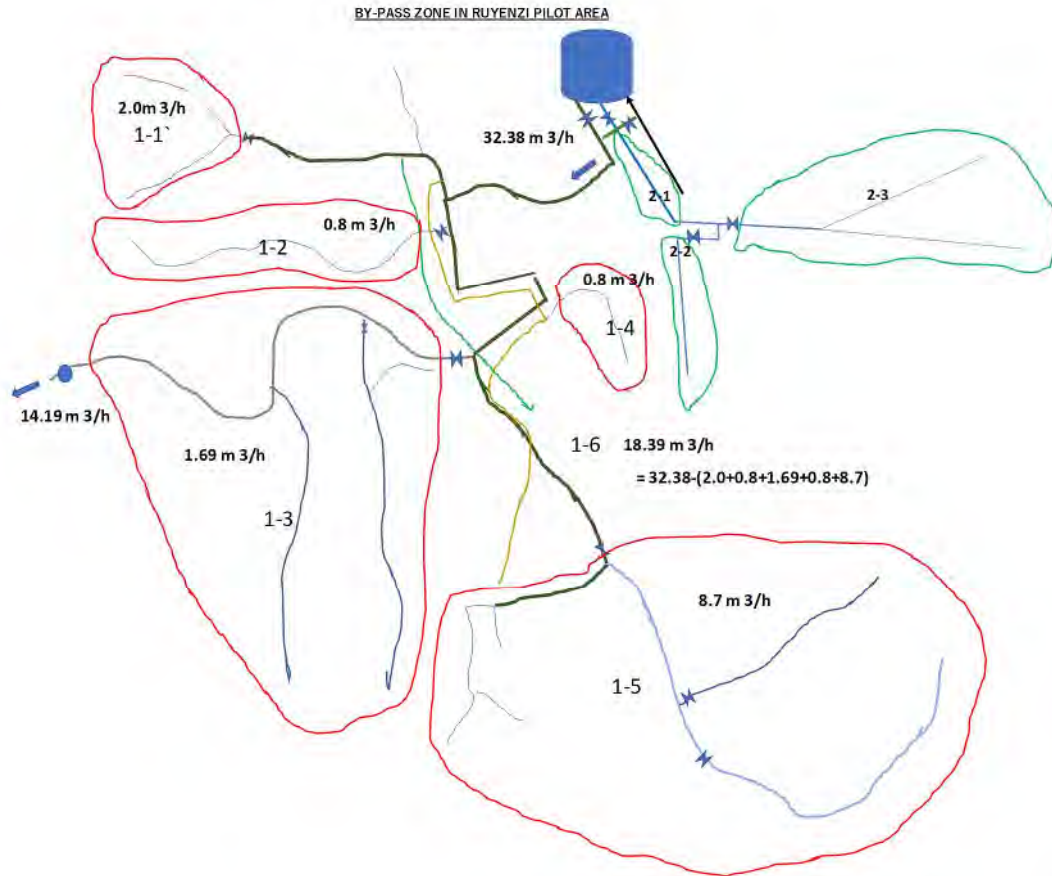 BY-PASS ZONE IN RUYENZI PILOT AREA
2.0m 3/h
1-1`
32.38 m 3/h
2-1
2-3
0.8 m 3/h
1-2
2-2
0.8 m 3/h
1-4
14.19 m 3/h
1.69 m 3/h
1-3
1-6
18.39 m 3/h
= 32.38-(2.0+0.8+1.69+0.8+8.7)
8.7 m 3/h
1-5